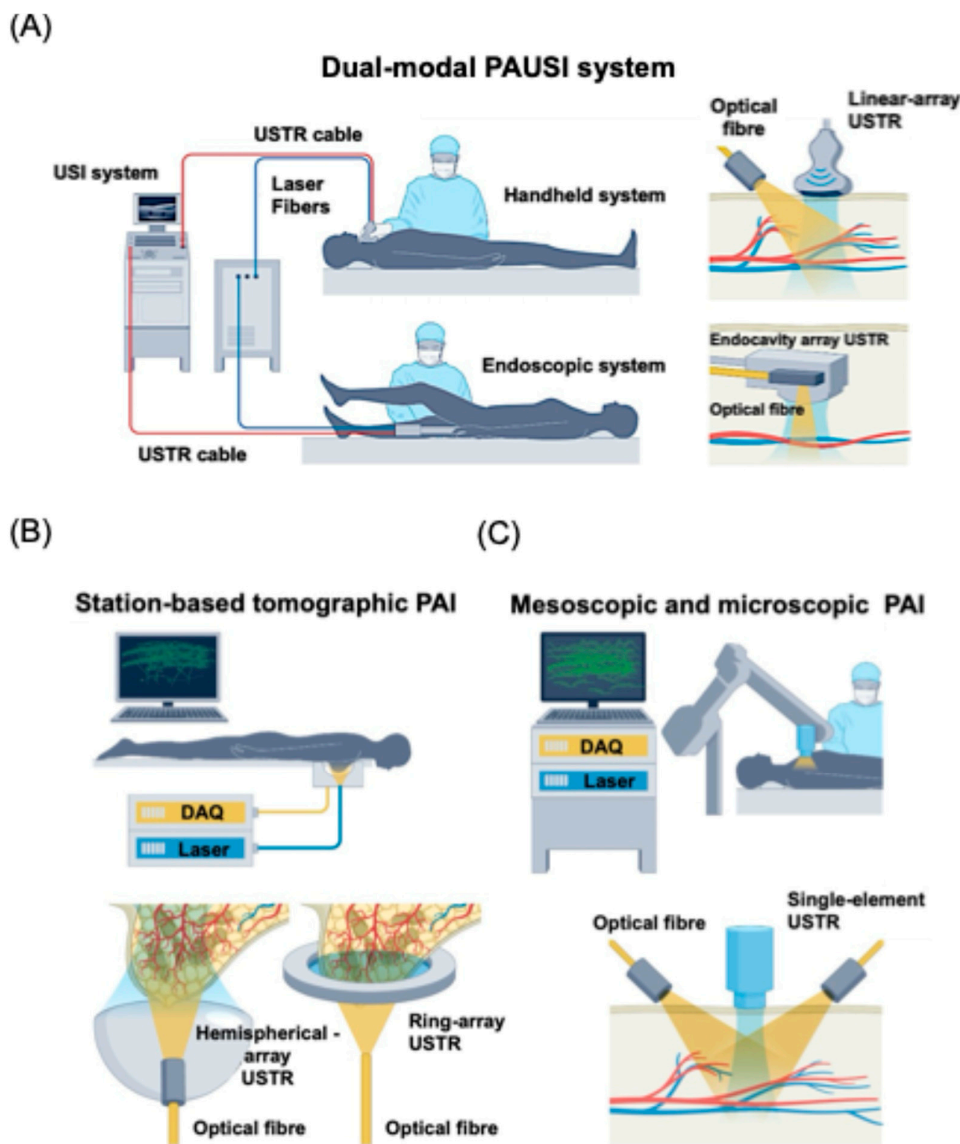 (A)
Dual-modal PAUSI system
USTR cable
USI system
Laser
Fibers
Handheld system
Optical
fibre
Linear-array
USTR
Endoscopic system
USTR cable
Endocavity array USTR
Optical fibre
(B)
Station-based tomographic PAI
DAQ
Laser
Hemispherical -
array
USTR
Optical fibre
Ring-array
USTR
Optical fibre
(C)
Mesoscopic and microscopic PAI
DAQ
Laser
Optical fibre
Single-element
USTR